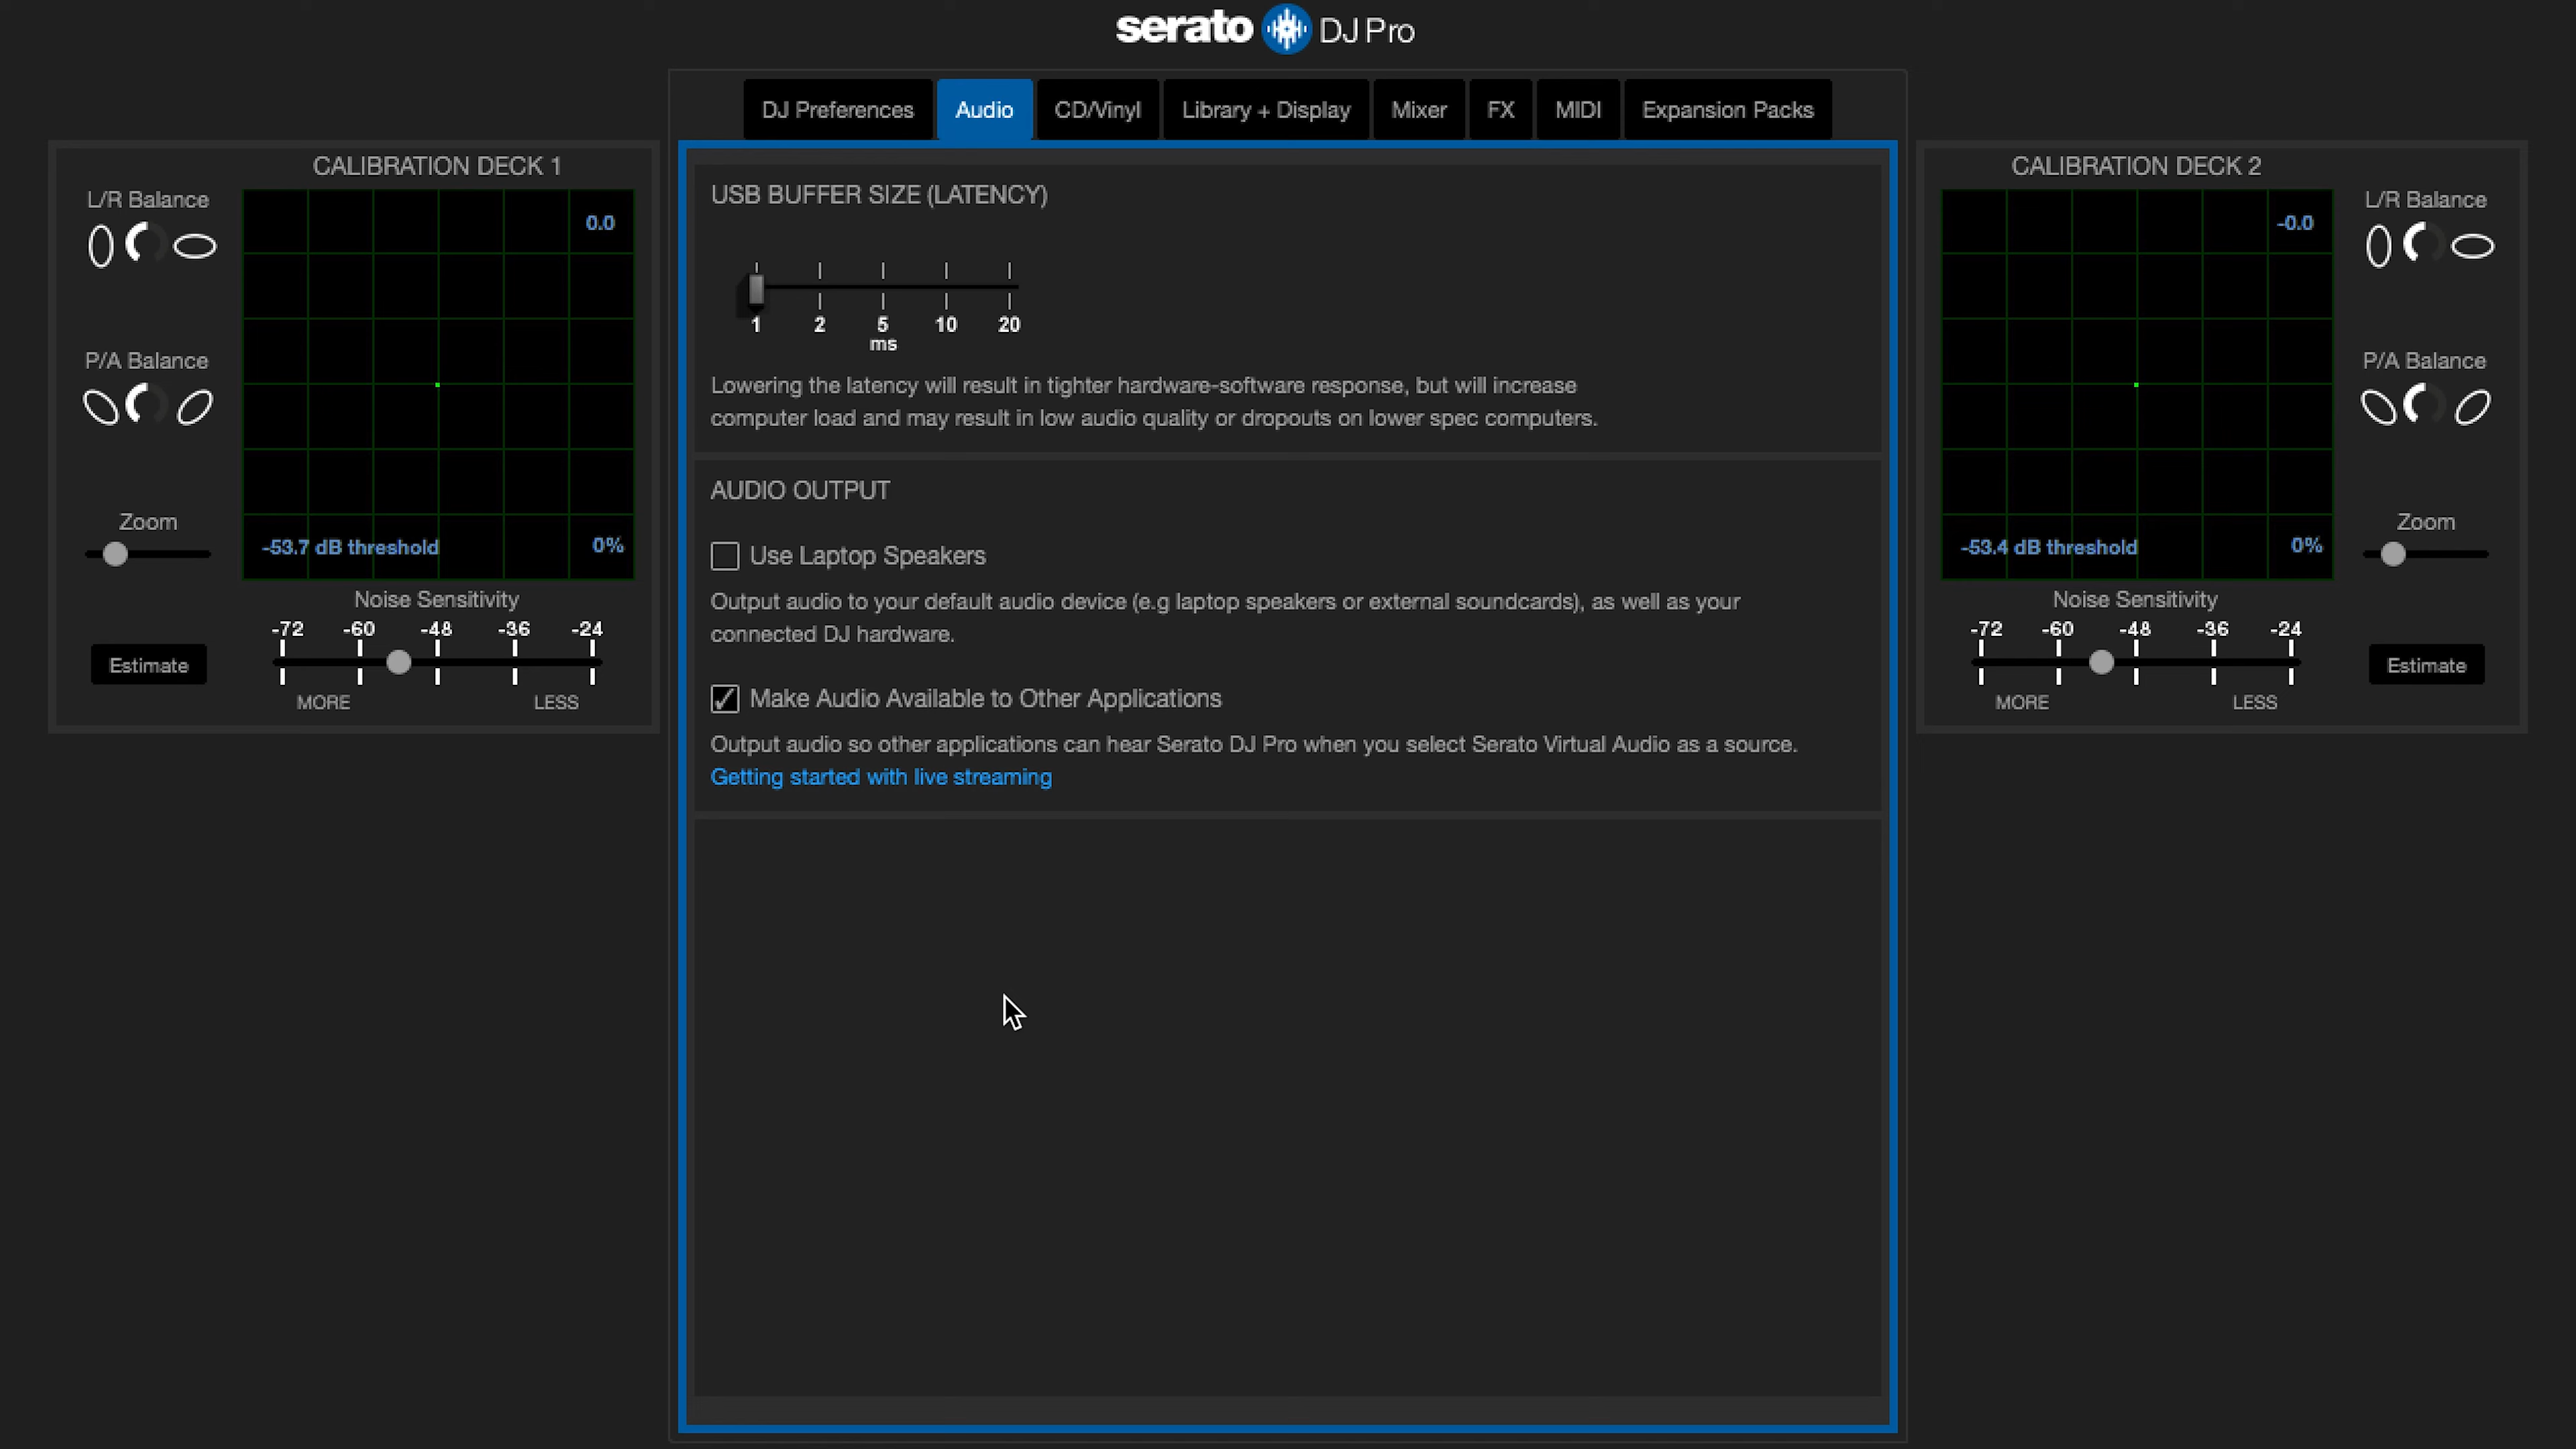 serato DJ Pro
DJ Preferences
Audio
CD/Vinyl
Library + Display
Mixer
FX
MIDI
Expansion Packs
CALIBRATION DECK 1
L/R Balance
0.0
P/A Balance
Zoom
-53.7 dB threshold
0%
Noise Sensitivity
-72 -60 -48 -36 -24
Estimate
MORE LESS
USB BUFFER SIZE (LATENCY)
1 2 5 10 20
ms
Lowering the latency will result in tighter hardware-software response, but will increase
computer load and may result in low audio quality or dropouts on lower spec computers.
AUDIO OUTPUT
Use Laptop Speakers
Output audio to your default audio device (e.g laptop speakers or external soundcards), as well as your
connected DJ hardware.
Make Audio Available to Other Applications
Output audio so other applications can hear Serato DJ Pro when you select Serato Virtual Audio as a source.
Getting started with live streaming
CALIBRATION DECK 2
L/R Balance
-0.0
P/A Balance
Zoom
-53.4 dB threshold
0%
Noise Sensitivity
-72 -60 -48 -36 -24
Estimate
MORE LESS